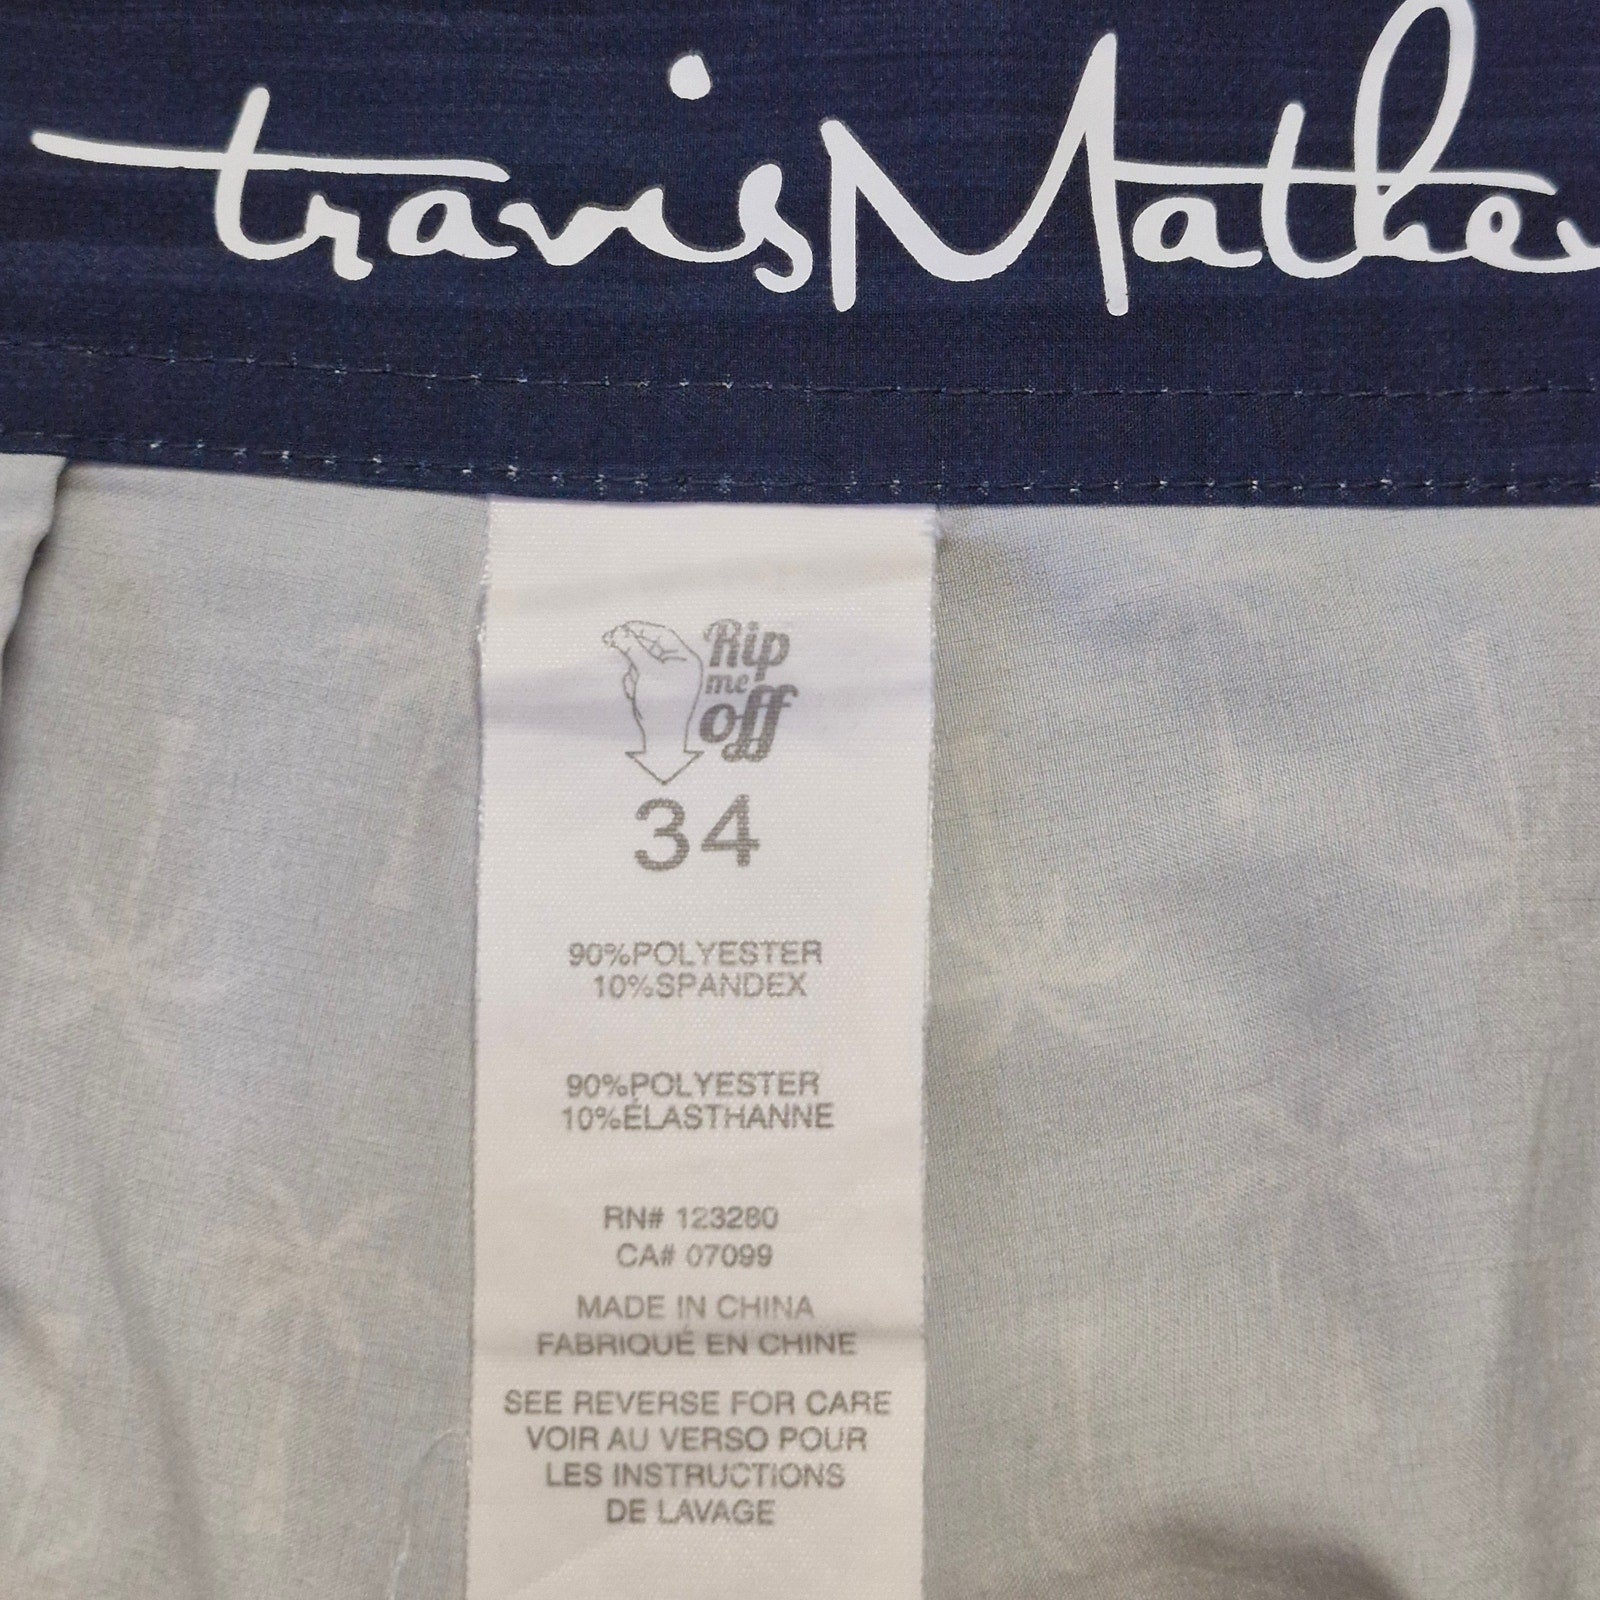 travisMathew
Rip
me
off
34
90%POLYESTER
10%SPANDEX
90%POLYESTER
10%ÉLASTHANNE
RN# 123280
CA# 07099
MADE IN CHINA
FABRIQUÉ EN CHINE
SEE REVERSE FOR CARE
VOIR AU VERSO POUR
LES INSTRUCTIONS
DE LAVAGE